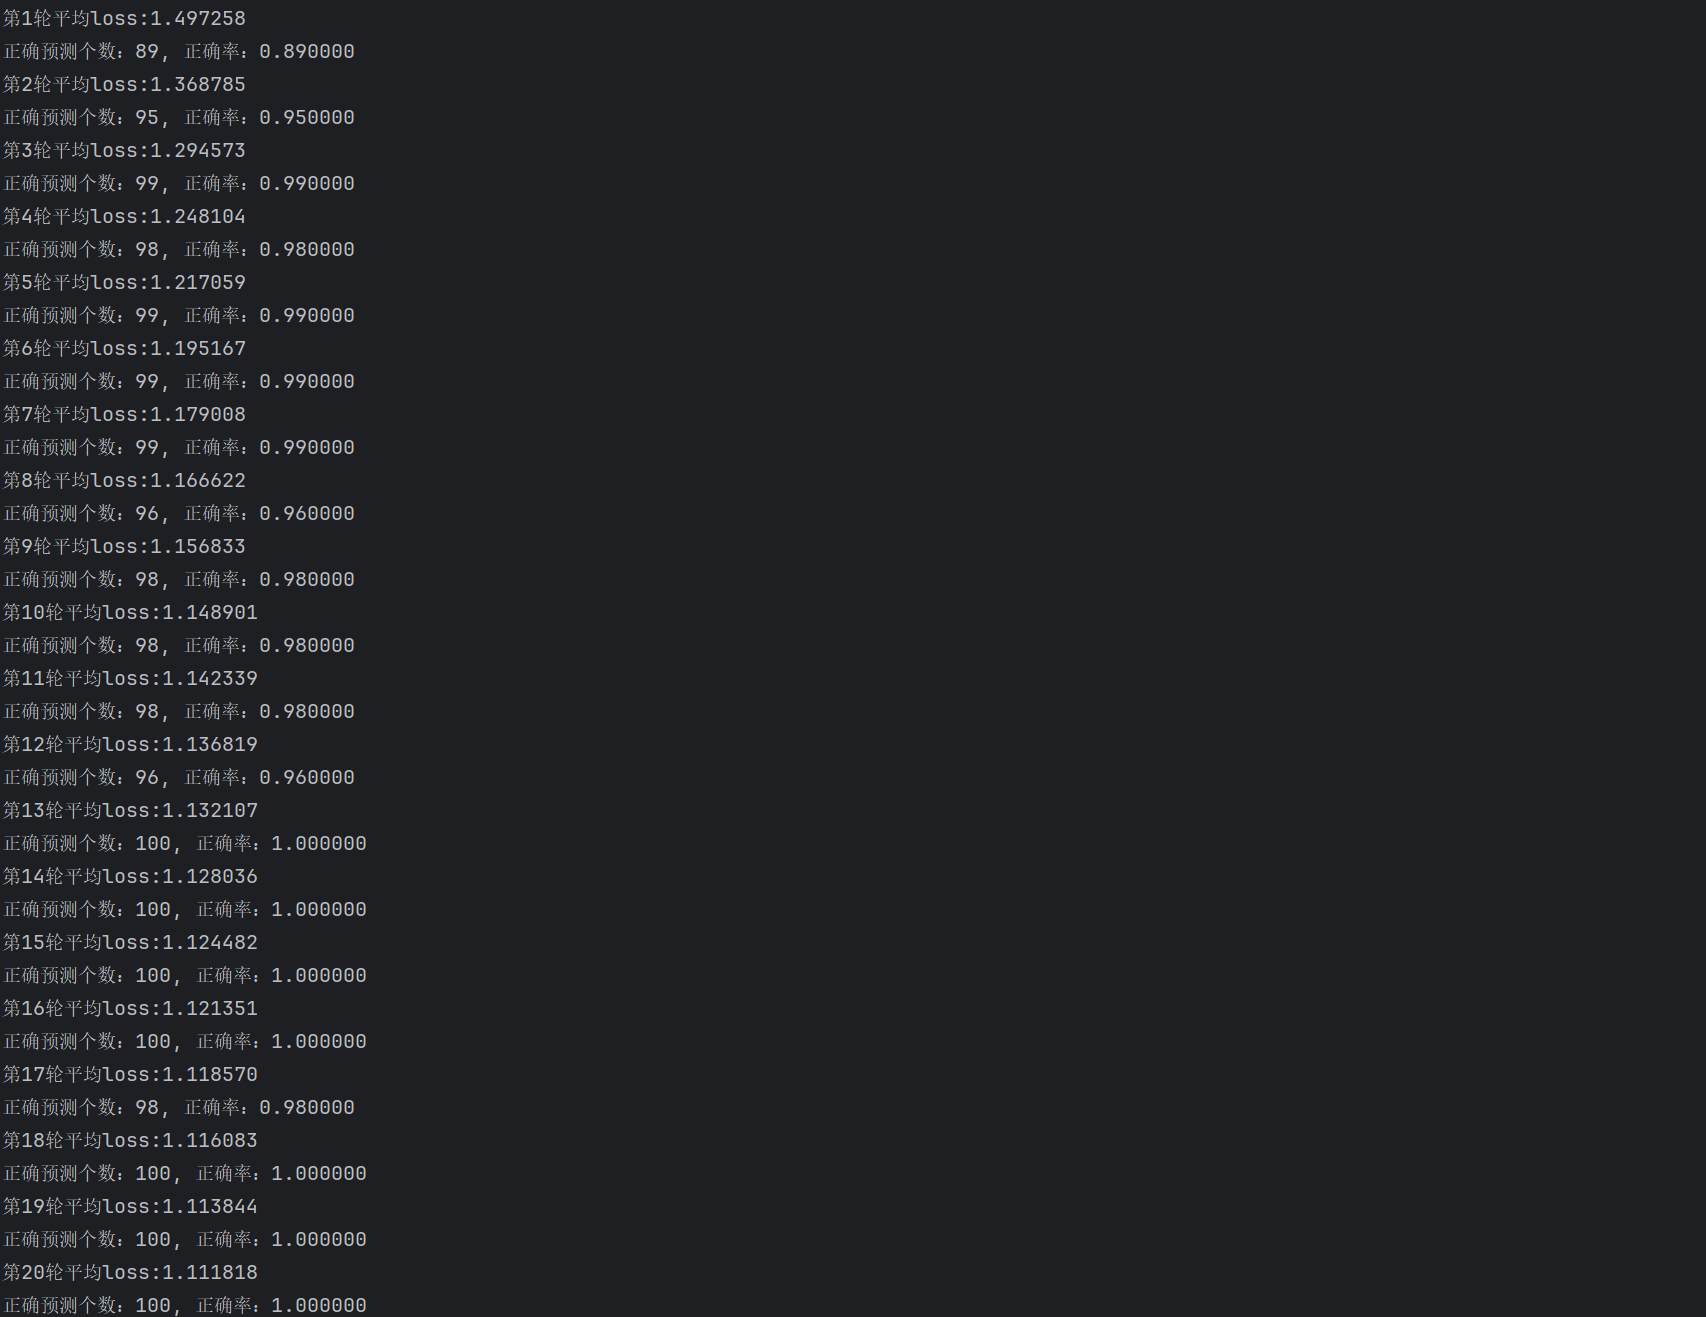 第1轮平均loss:1.497258
正确预测个数：89, 正确率：0.890000
第2轮平均loss:1.368785
正确预测个数：95, 正确率：0.950000
第3轮平均loss:1.294573
正确预测个数：99, 正确率：0.990000
第4轮平均loss:1.248104
正确预测个数：98, 正确率：0.980000
第5轮平均loss:1.217059
正确预测个数：99, 正确率：0.990000
第6轮平均loss:1.195167
正确预测个数：99, 正确率：0.990000
第7轮平均loss:1.179008
正确预测个数：99, 正确率：0.990000
第8轮平均loss:1.166622
正确预测个数：96, 正确率：0.960000
第9轮平均loss:1.156833
正确预测个数：98, 正确率：0.980000
第10轮平均loss:1.148901
正确预测个数：98, 正确率：0.980000
第11轮平均loss:1.142339
正确预测个数：98, 正确率：0.980000
第12轮平均loss:1.136819
正确预测个数：96, 正确率：0.960000
第13轮平均loss:1.132107
正确预测个数：100, 正确率：1.000000
第14轮平均loss:1.128036
正确预测个数：100, 正确率：1.000000
第15轮平均loss:1.124482
正确预测个数：100, 正确率：1.000000
第16轮平均loss:1.121351
正确预测个数：100, 正确率：1.000000
第17轮平均loss:1.118570
正确预测个数：98, 正确率：0.980000
第18轮平均loss:1.116083
正确预测个数：100, 正确率：1.000000
第19轮平均loss:1.113844
正确预测个数：100, 正确率：1.000000
第20轮平均loss:1.111818
正确预测个数：100, 正确率：1.000000